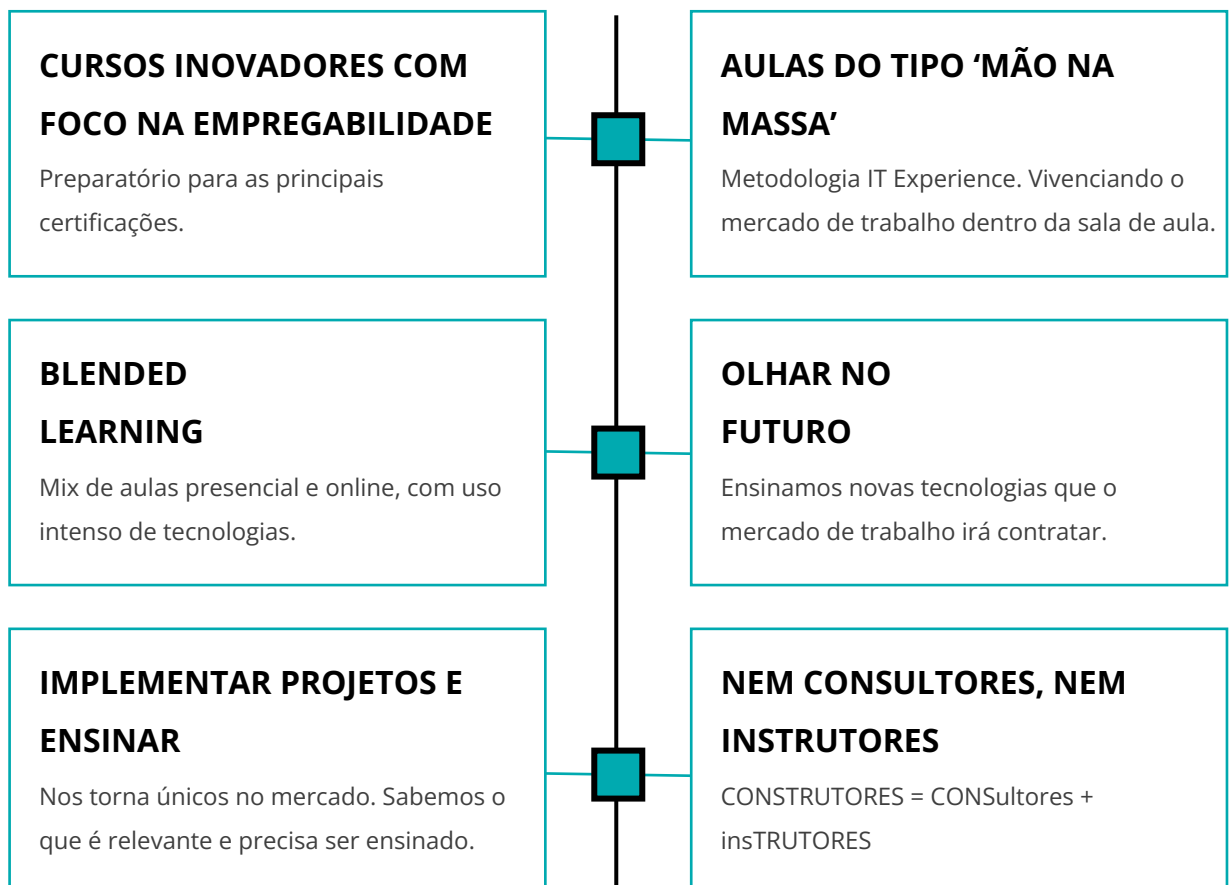 CURSOS INOVADORES COM
FOCO NA EMPREGABILIDADE
Preparatório para as principais
certificações.
AULAS DO TIPO ‘MÃO NA
MASSA’
Metodologia IT Experience. Vivenciando o
mercado de trabalho dentro da sala de aula.
BLENDED
LEARNING
Mix de aulas presencial e online, com uso
intenso de tecnologias.
OLHAR NO
FUTURO
Ensinamos novas tecnologias que o
mercado de trabalho irá contratar.
IMPLEMENTAR PROJETOS E
ENSINAR
Nos torna únicos no mercado. Sabemos o
que é relevante e precisa ser ensinado.
NEM CONSULTORES, NEM
INSTRUTORES
CONSTRUTORES = CONSultores +
insTRUTORES